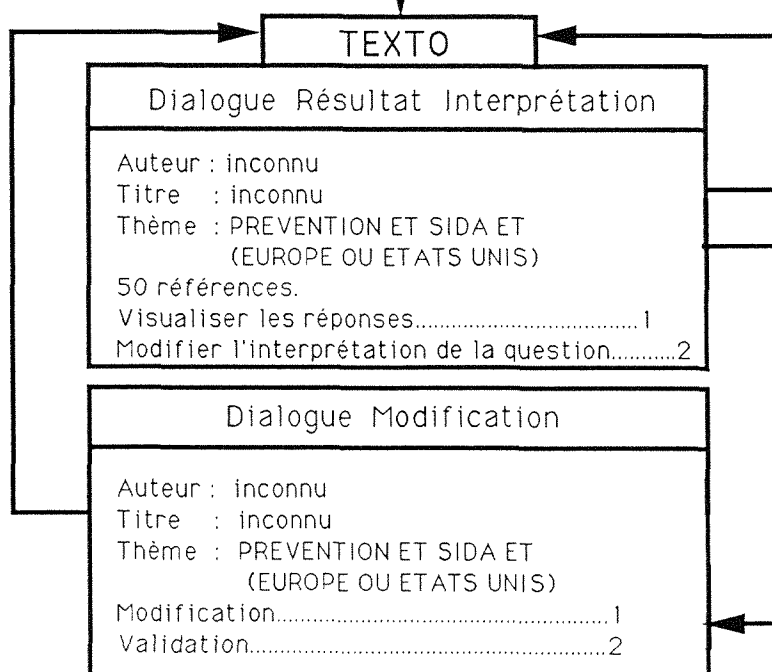 TEXTO
Dialogue Résultat Interprétation
Auteur : inconnu
Titre : inconnu
Thème : PREVENTION ET SIDA ET
(EUROPE OU ETATS UNIS)
50 références.
Visualiser les réponses....................................1
Modifier l'interprétation de la question...........2
Dialogue Modification
Auteur : inconnu
Titre : inconnu
Thème : PREVENTION ET SIDA ET
(EUROPE OU ETATS UNIS)
Modification.....................................................1
Validation.........................................................2